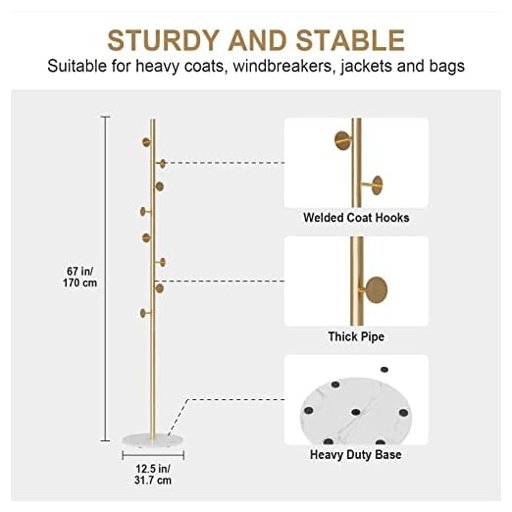 STURDY AND STABLE
Suitable for heavy coats, windbreakers, jackets and bags
67 in/
170 cm
Welded Coat Hooks
Thick Pipe
Heavy Duty Base
12.5 in/
31.7 cm